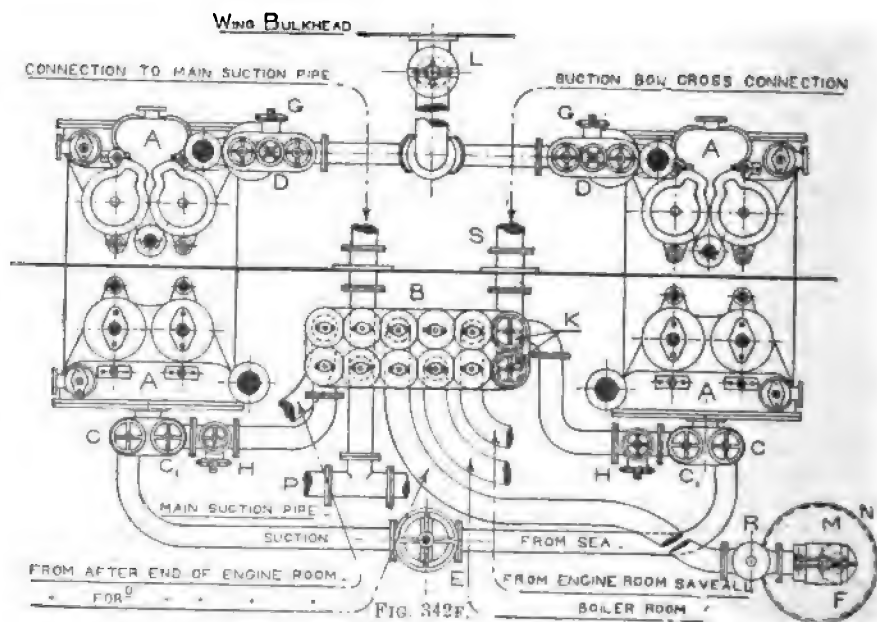 WING BULKHEAD
L
CONNECTION TO MAIN SUCTION PIPE
SUCTION BOW CROSS CONNECTION
G
G
A
A
D
D
S
B
K
A
A
C
C₁
H
H
C₁
C
P
MAIN SUCTION PIPE
SUCTION
FROM SEA
E
R
M
N
F
FROM AFTER END OF ENGINE ROOM
FROM ENGINE ROOM SAVEALL
" FORᴰ " " " "
BOILER ROOM "
FIG. 342F.